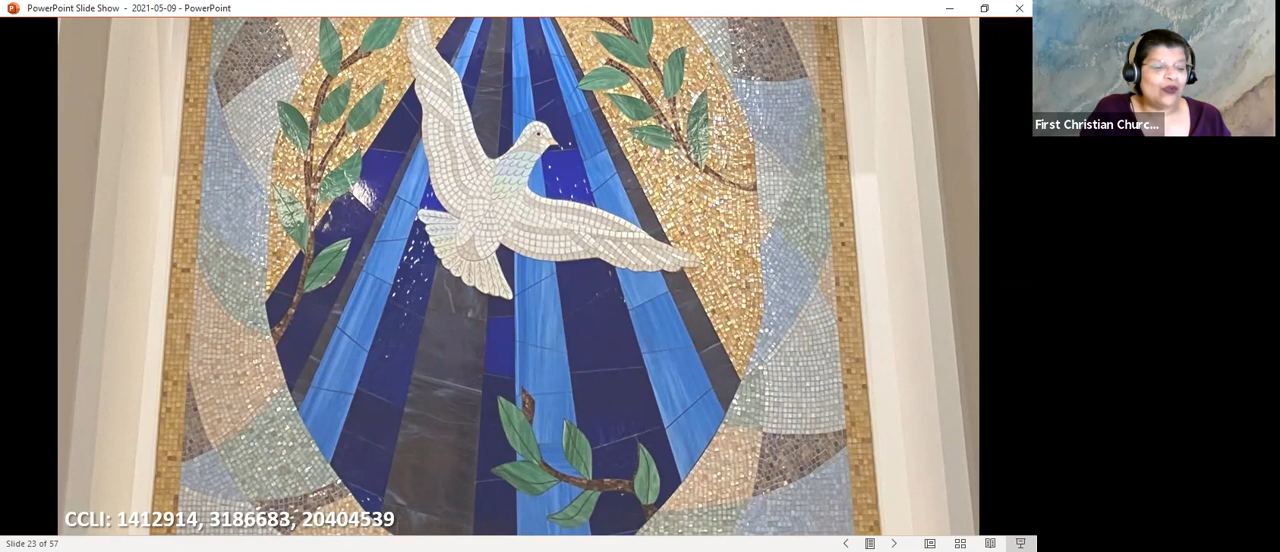 PowerPoint Slide Show - 2021-05-09 - PowerPoint
First Christian Churc...
CCLI: 1412914, 3186683, 20404539
Slide 23 of 57